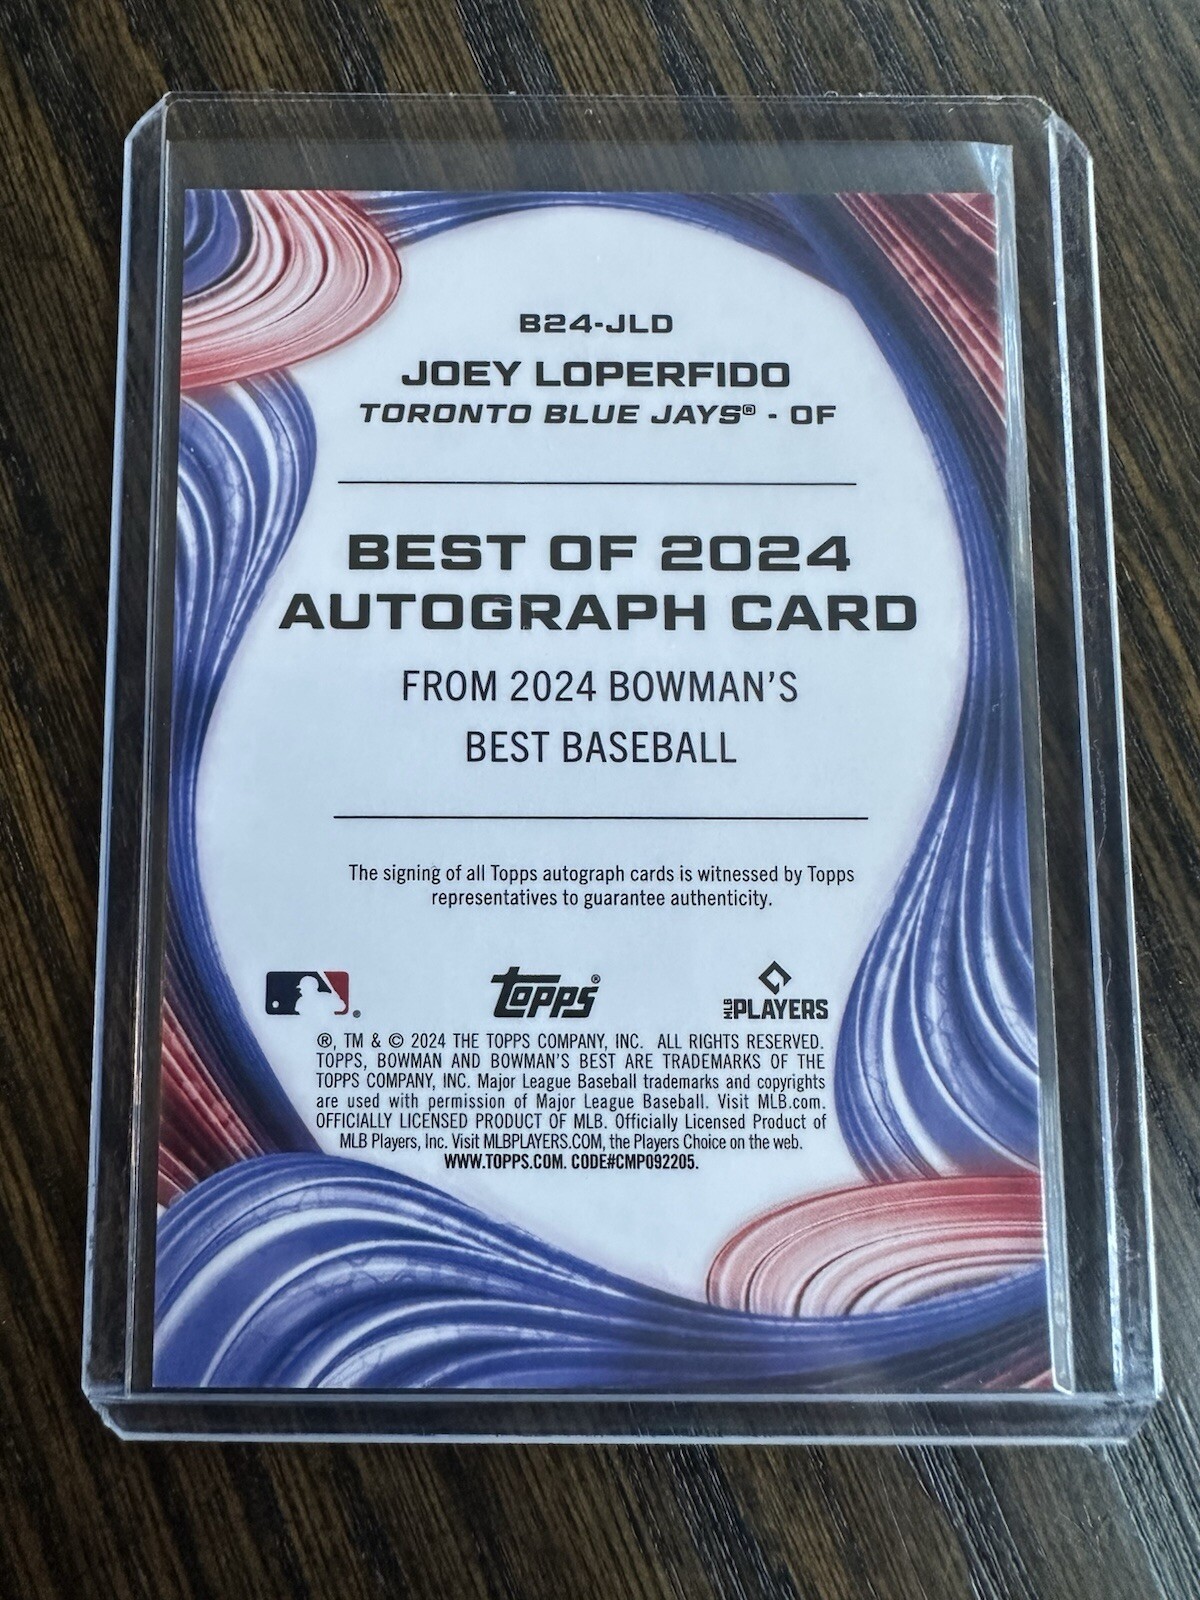 B24-JLD
JOEY LOPERFIDO
TORONTO BLUE JAYS® - OF
BEST OF 2024
AUTOGRAPH CARD
FROM 2024 BOWMAN'S
BEST BASEBALL
The signing of all Topps autograph cards is witnessed by Topps
representatives to guarantee authenticity.
® Topps® MLB PLAYERS
®, TM & © 2024 THE TOPPS COMPANY, INC. ALL RIGHTS RESERVED.
TOPPS, BOWMAN AND BOWMAN'S BEST ARE TRADEMARKS OF THE
TOPPS COMPANY, INC. Major League Baseball trademarks and copyrights
are used with permission of Major League Baseball. Visit MLB.com.
OFFICIALLY LICENSED PRODUCT OF MLB. Officially Licensed Product of
MLB Players, Inc. Visit MLBPLAYERS.COM, the Players Choice on the web.
WWW.TOPPS.COM. CODE#CMP092205.